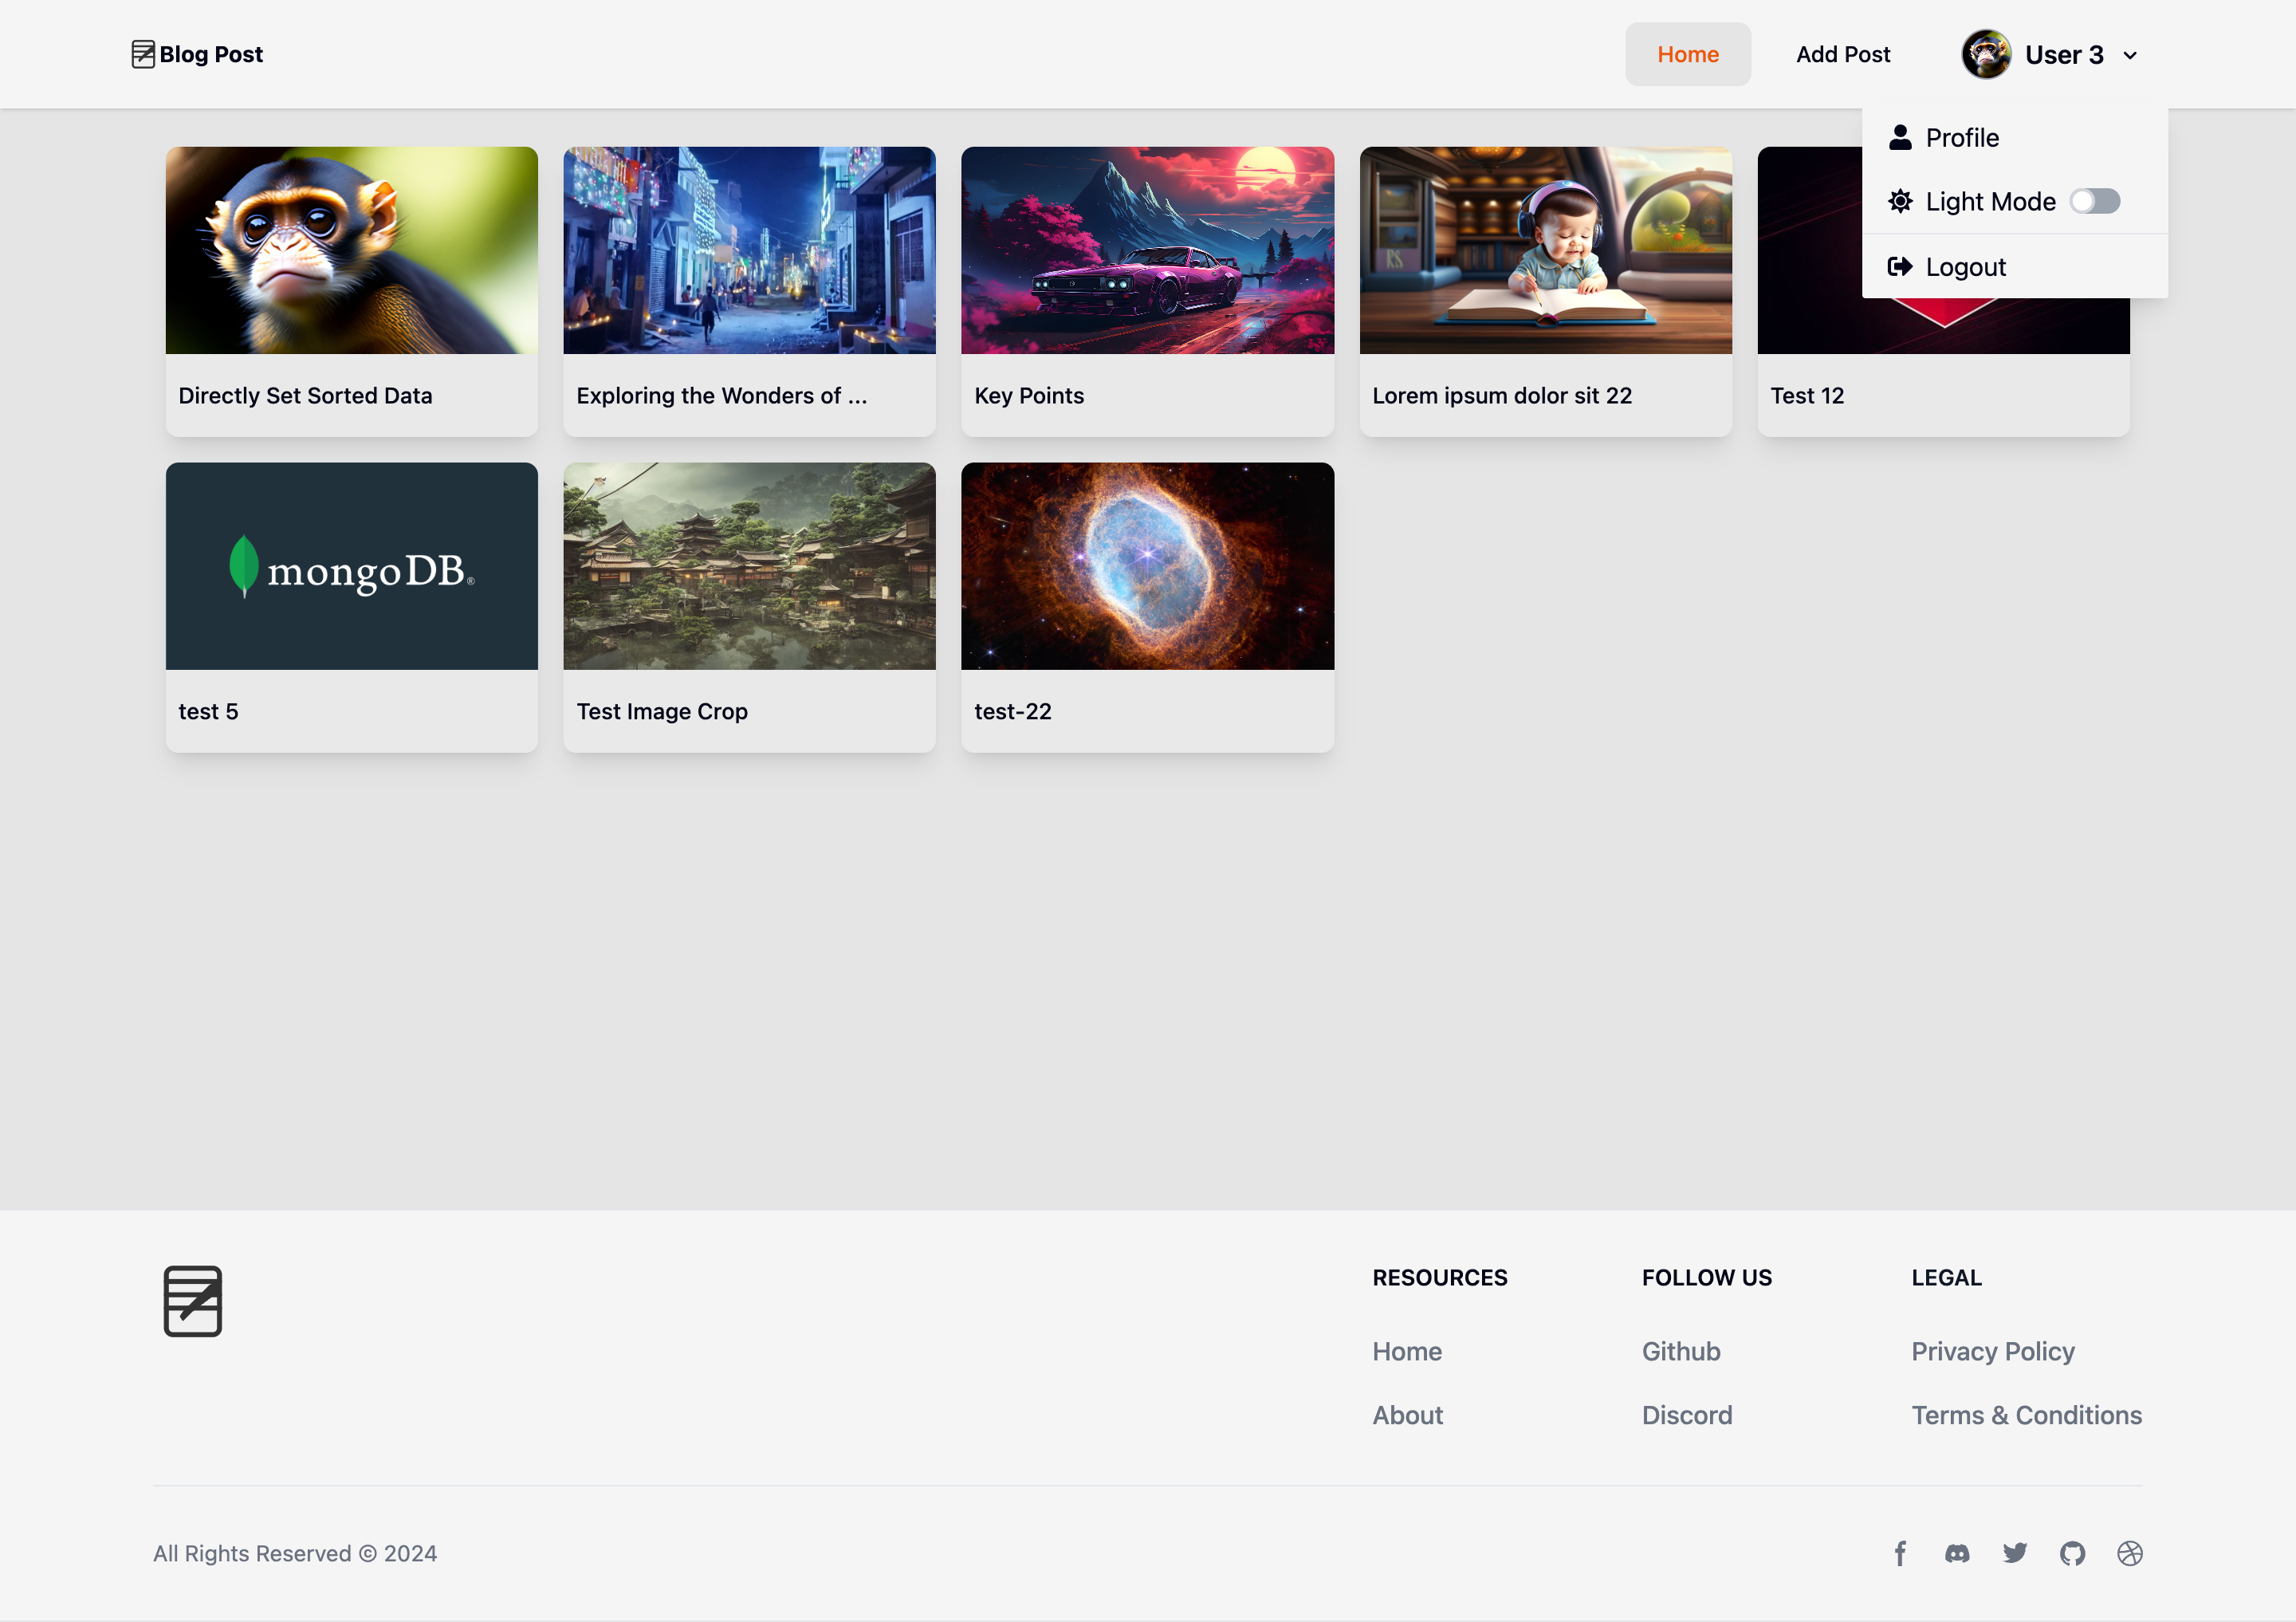 Blog Post
Home
Add Post
User 3
Profile
Light Mode
Logout
RS
Directly Set Sorted Data
Exploring the Wonders of ...
Key Points
Lorem ipsum dolor sit 22
Test 12
mongoDB®
test 5
Test Image Crop
test-22
RESOURCES
FOLLOW US
LEGAL
Home
Github
Privacy Policy
About
Discord
Terms & Conditions
All Rights Reserved © 2024